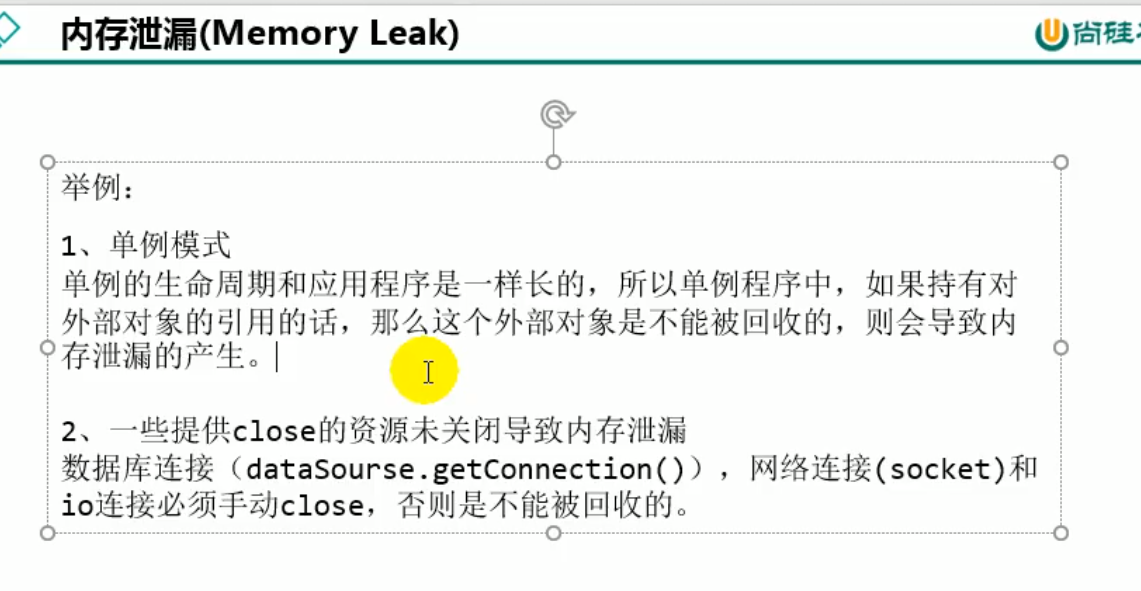 内存泄漏(Memory Leak)
尚硅
举例：
1、单例模式
单例的生命周期和应用程序是一样长的，所以单例程序中，如果持有对
外部对象的引用的话，那么这个外部对象是不能被回收的，则会导致内
存泄漏的产生。
2、一些提供close的资源未关闭导致内存泄漏
数据库连接（dataSourse.getConnection()），网络连接(socket)和
io连接必须手动close，否则是不能被回收的。